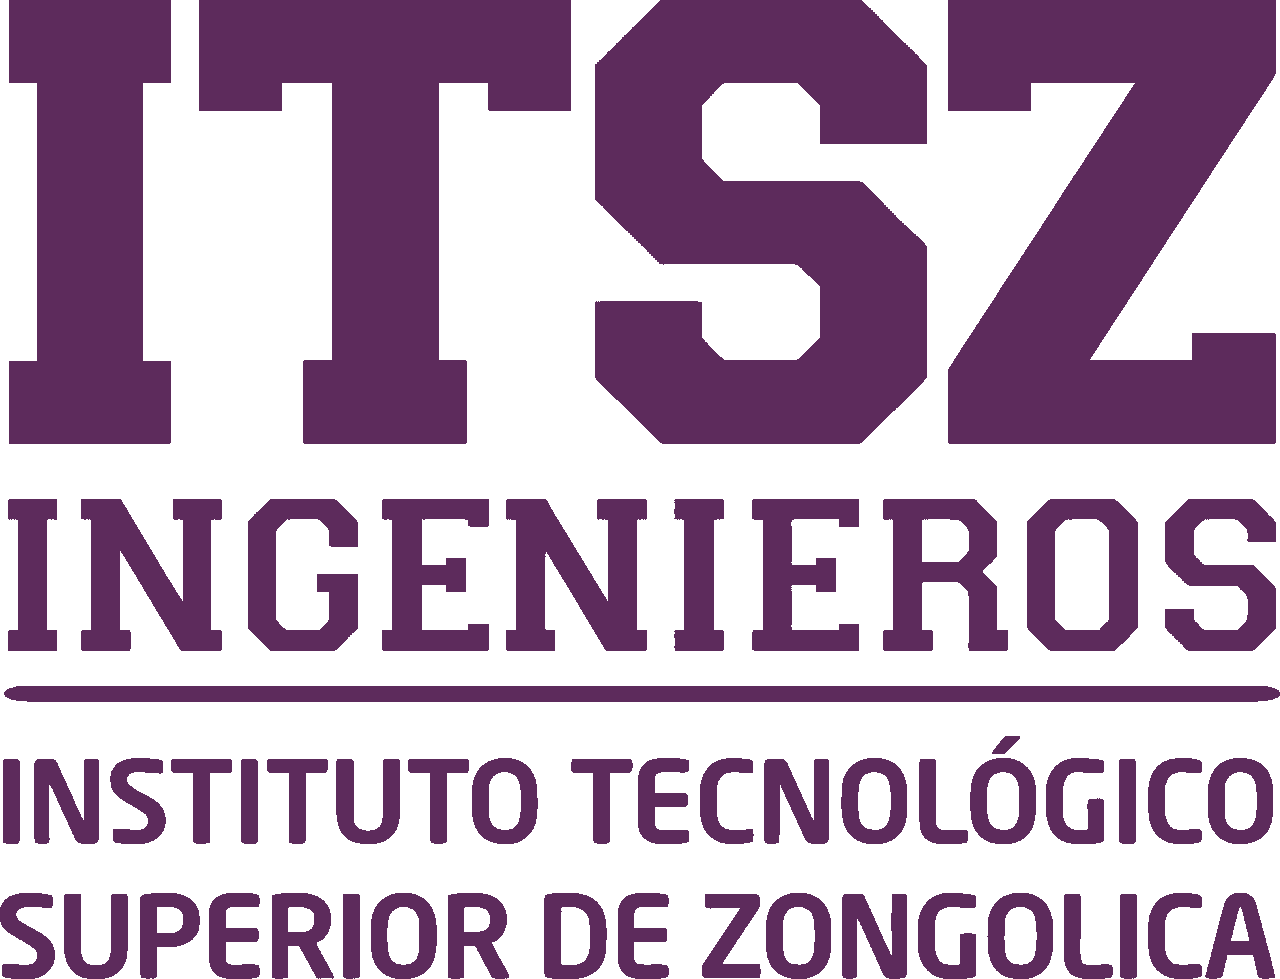 ITSZ
INGENIEROS
INSTITUTO TECNOLÓGICO
SUPERIOR DE ZONGOLICA